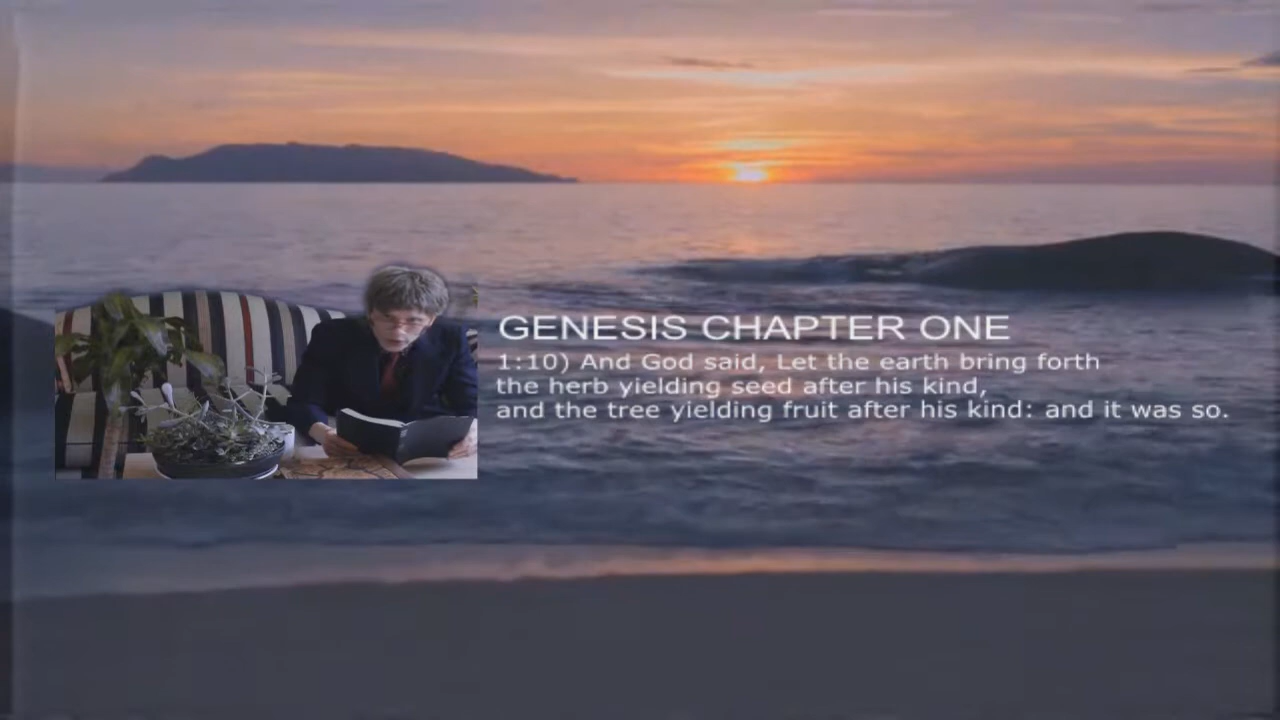 GENESIS CHAPTER ONE
1:10) And God said, Let the earth bring forth
the herb yielding seed after his kind,
and the tree yielding fruit after his kind: and it was so.